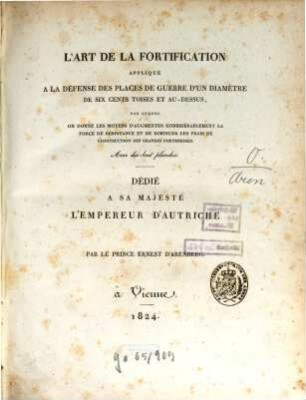 L'ART DE LA FORTIFICATION
APPLIQUÉ
A LA DÉFENSE DES PLACES DE GUERRE D'UN DIAMÈTRE
DE SIX CENTS TOISES ET AU-DESSUS,
ON DONNE LES MOYENS D'AUGMENTER CONSIDÉRABLEMENT LA
FORCE DE RÉSISTANCE ET DE DIMINUER LES FRAIS DE
CONSTRUCTION DES GRANDES FORTERESSES.
Avec dix-huit planches
DÉDIÉ
A SA MAJESTÉ
L'EMPEREUR D'AUTRICHE
PAR LE PRINCE ERNEST D'ARENBERG
à Vienne
1824.